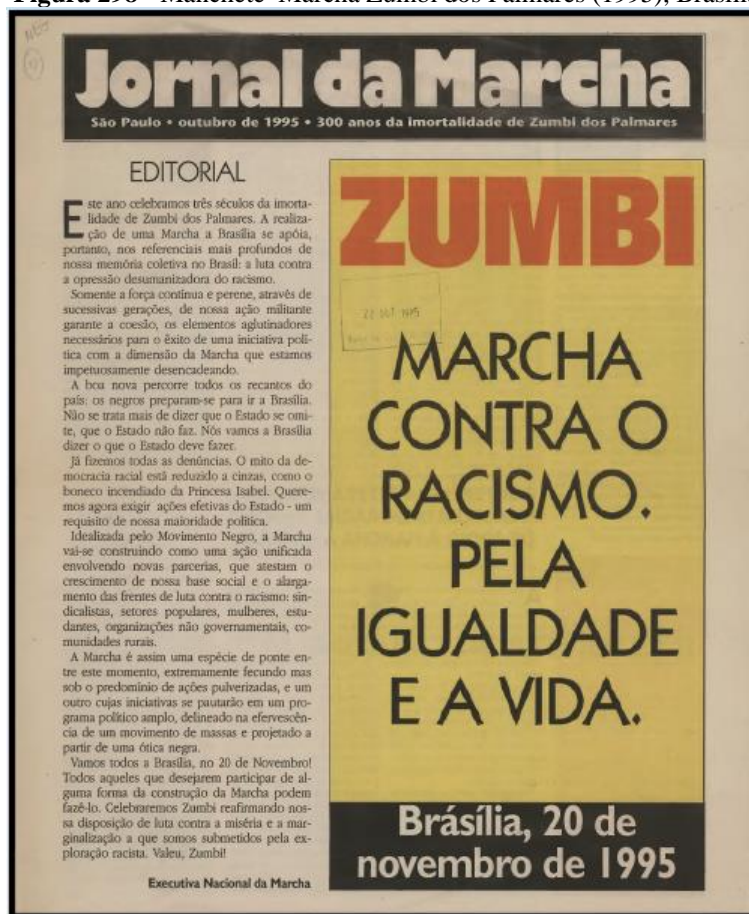 Jornal da Marcha
São Paulo • outubro de 1995 • 300 anos da imortalidade de Zumbi dos Palmares
EDITORIAL
Este ano celebramos três séculos da imorta-
lidade de Zumbi dos Palmares. A realiza-
ção de uma Marcha a Brasília se apóia,
portanto, nos referenciais mais profundos de
nossa memória coletiva no Brasil: a luta contra
a opressão desumanizadora do racismo.
Somente a força contínua e perene, através de
sucessivas gerações, de nossa ação militante
garante a coesão, os elementos aglutinadores
necessários para o êxito de uma iniciativa polí-
tica com a dimensão da Marcha que estamos
impetuosamente desencadeando.
A boa nova percorre todos os recantos do
país: os negros preparam-se para ir a Brasília.
Não se trata mais de dizer que o Estado se omi-
te, que o Estado não faz. Nós vamos a Brasília
dizer o que o Estado deve fazer.
Já fizemos todas as denúncias. O mito da de-
mocracia racial está reduzido a cinzas, como o
boneco incendiado da Princesa Isabel. Quere-
mos agora exigir ações efetivas do Estado - um
requisito de nossa maioridade política.
Idealizada pelo Movimento Negro, a Marcha
vai-se construindo como uma ação unificada
envolvendo novas parcerias, que atestam o
crescimento de nossa base social e o alarga-
mento das frentes de luta contra o racismo: sin-
dicalistas, setores populares, mulheres, estu-
dantes, organizações não governamentais, co-
munidades rurais.
A Marcha é assim uma espécie de ponte en-
tre este momento, extremamente fecundo mas
sob o predomínio de ações pulverizadas, e um
outro cujas iniciativas se pautarão em um pro-
grama político amplo, delineado na efervescên-
cia de um movimento de massas e projetado a
partir de uma ótica negra.
Vamos todos a Brasília, no 20 de Novembro!
Todos aqueles que desejarem participar de al-
guma forma da construção da Marcha podem
fazê-lo. Celebraremos Zumbi reafirmando nos-
sa disposição de luta contra a miséria e a mar-
ginalização a que somos submetidos pela ex-
ploração racista. Valeu, Zumbi!
Executiva Nacional da Marcha
ZUMBI
1995
MARCHA
CONTRA O
RACISMO.
PELA
IGUALDADE
E A VIDA.
Brásília, 20 de
novembro de 1995